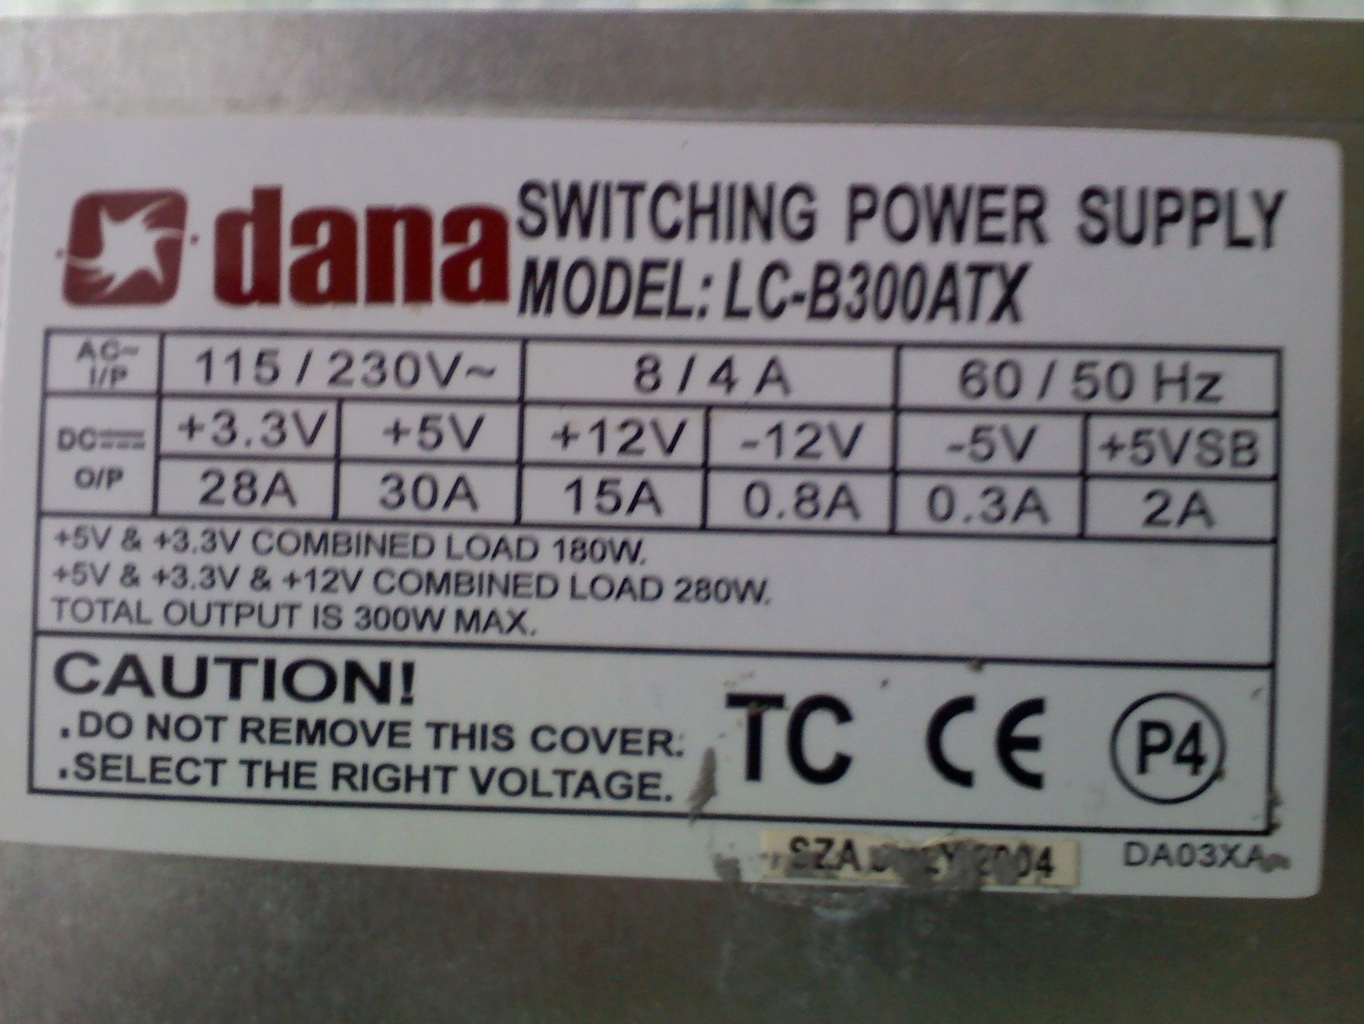 dana
SWITCHING POWER SUPPLY
MODEL: LC-B300ATX
AC~ I/P 115 / 230V~ 8 / 4 A 60 / 50 Hz
DC +3.3V +5V +12V -12V -5V +5VSB
O/P 28A 30A 15A 0.8A 0.3A 2A
+5V & +3.3V COMBINED LOAD 180W.
+5V & +3.3V & +12V COMBINED LOAD 280W.
TOTAL OUTPUT IS 300W MAX.
CAUTION!
.DO NOT REMOVE THIS COVER.
.SELECT THE RIGHT VOLTAGE.
TC CE P4
SZA 2004
DA03XA